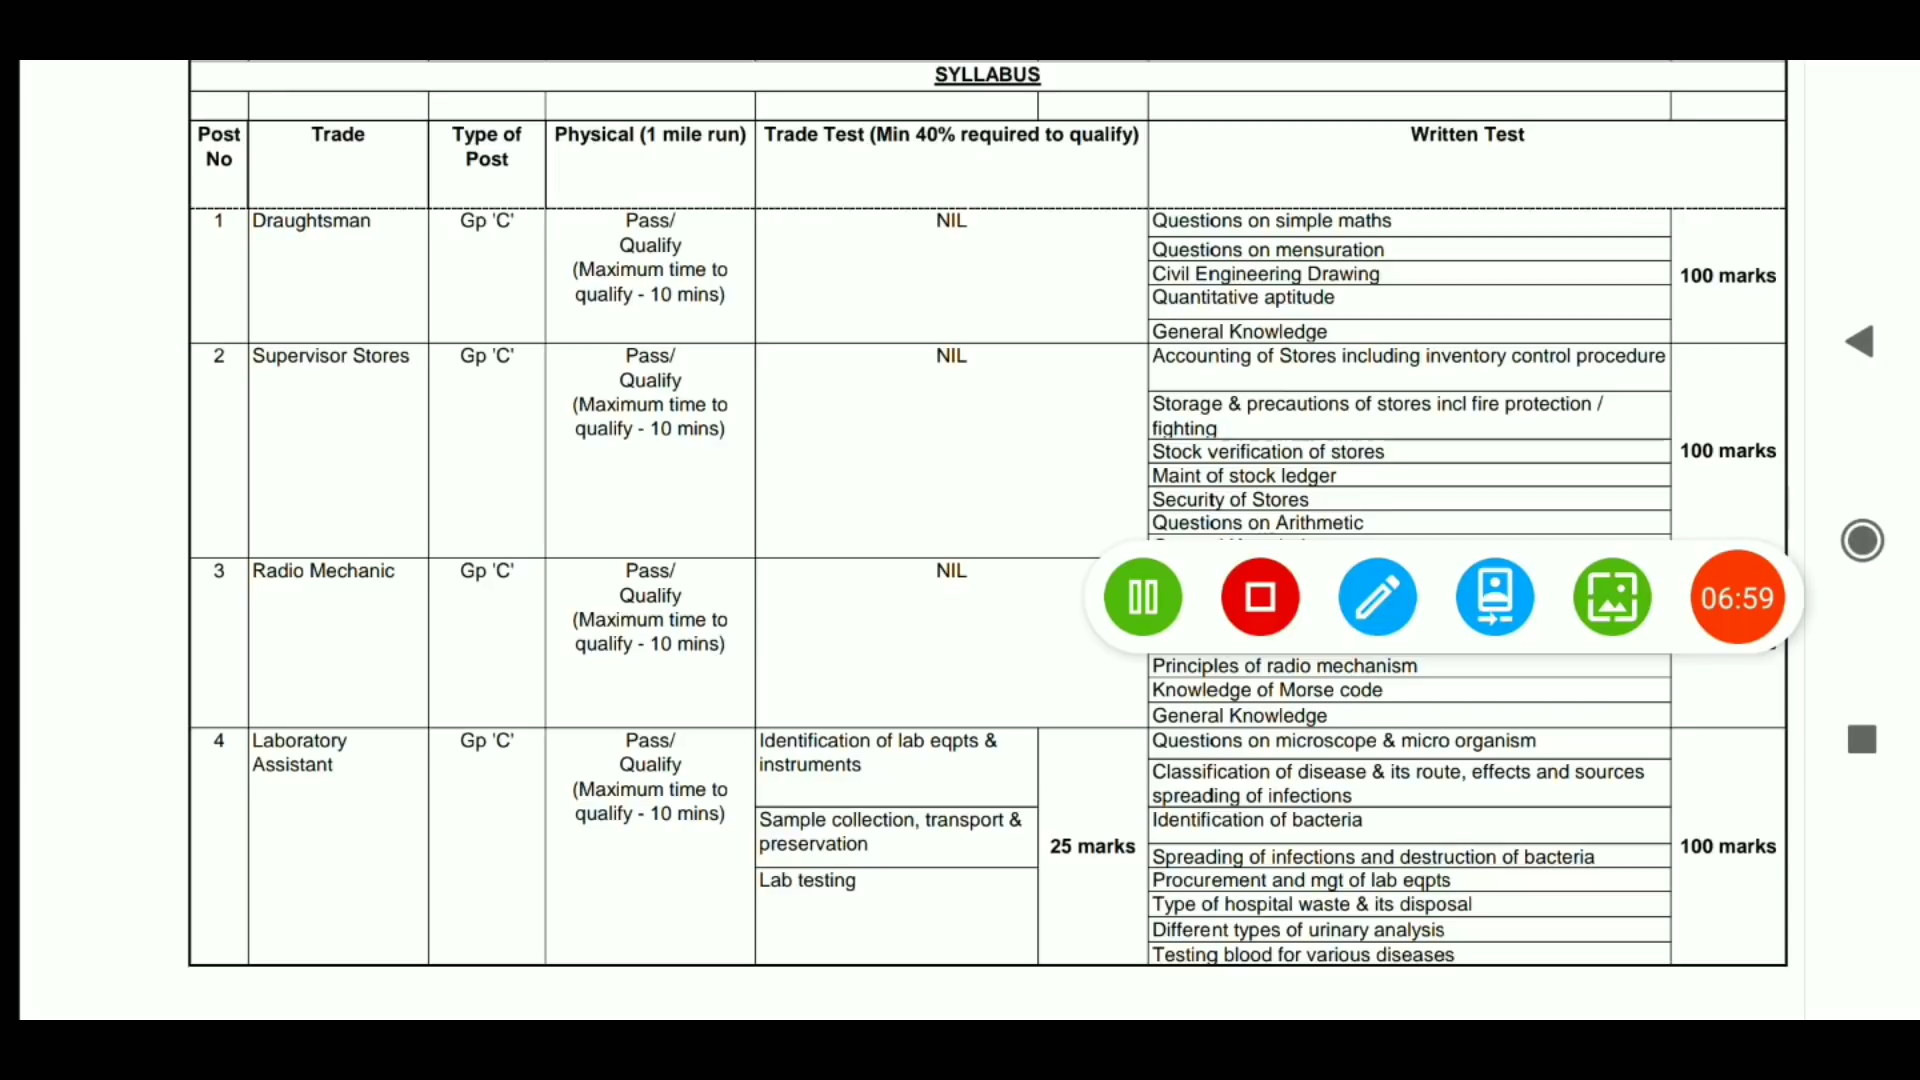 SYLLABUS
Post No
Trade
Type of Post
Physical (1 mile run)
Trade Test (Min 40% required to qualify)
Written Test
1
Draughtsman
Gp 'C'
Pass/
Qualify
(Maximum time to
qualify - 10 mins)
NIL
Questions on simple maths
Questions on mensuration
Civil Engineering Drawing
Quantitative aptitude
General Knowledge
100 marks
2
Supervisor Stores
Gp 'C'
Pass/
Qualify
(Maximum time to
qualify - 10 mins)
NIL
Accounting of Stores including inventory control procedure
Storage & precautions of stores incl fire protection /
fighting
Stock verification of stores
Maint of stock ledger
Security of Stores
Questions on Arithmetic
100 marks
3
Radio Mechanic
Gp 'C'
Pass/
Qualify
(Maximum time to
qualify - 10 mins)
NIL
06:59
Principles of radio mechanism
Knowledge of Morse code
General Knowledge
4
Laboratory
Assistant
Gp 'C'
Pass/
Qualify
(Maximum time to
qualify - 10 mins)
Identification of lab eqpts &
instruments
Sample collection, transport &
preservation
Lab testing
25 marks
Questions on microscope & micro organism
Classification of disease & its route, effects and sources
spreading of infections
Identification of bacteria
Spreading of infections and destruction of bacteria
Procurement and mgt of lab eqpts
Type of hospital waste & its disposal
Different types of urinary analysis
Testing blood for various diseases
100 marks